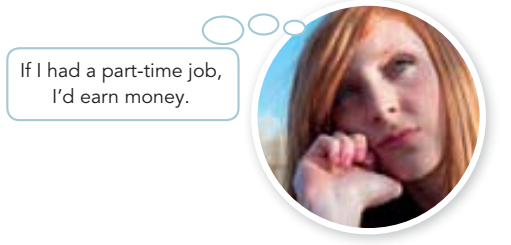 If I had a part-time job,
I'd earn money.